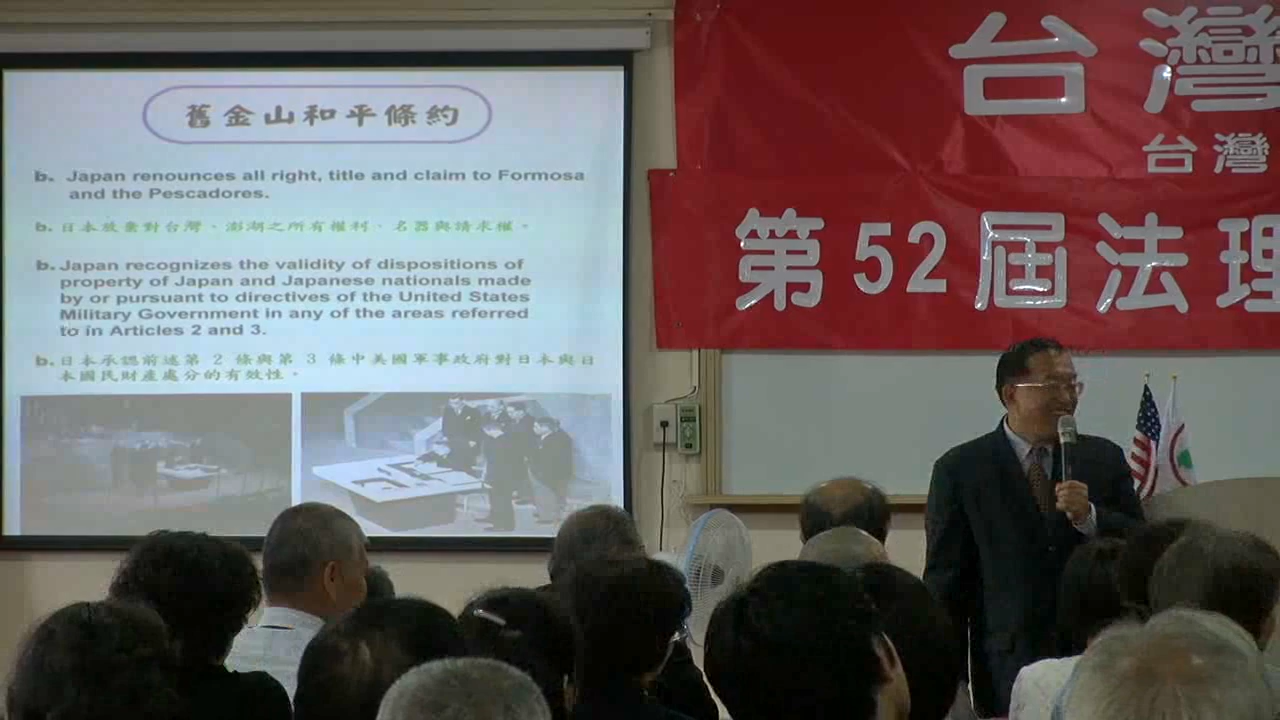 舊金山和平條約
b. Japan renounces all right, title and claim to Formosa
and the Pescadores.
b. 日本放棄對台灣、澎湖之所有權利、名器與請求權。
b. Japan recognizes the validity of dispositions of
property of Japan and Japanese nationals made
by or pursuant to directives of the United States
Military Government in any of the areas referred
to in Articles 2 and 3.
b. 日本承認前述第 2 條與第 3 條中美國軍事政府對日本與日
本國民財產處分的有效性。
台灣
台灣
第52屆法理